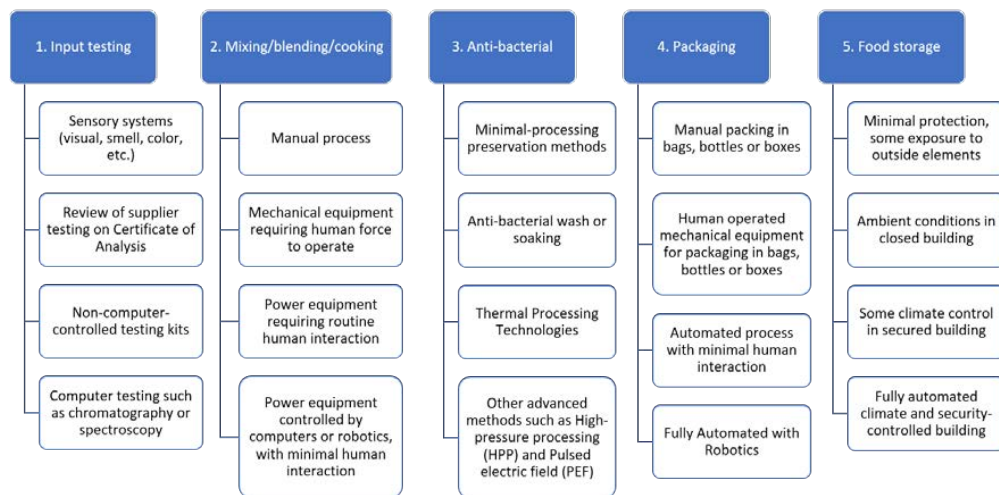 1. Input testing
Sensory systems
(visual, smell, color,
etc.)
Review of supplier
testing on Certificate of
Analysis
Non-computer-
controlled testing kits
Computer testing such
as chromatography or
spectroscopy
2. Mixing/blending/cooking
Manual process
Mechanical equipment
requiring human force
to operate
Power equipment
requiring routine
human interaction
Power equipment
controlled by
computers or robotics,
with minimal human
interaction
3. Anti-bacterial
Minimal-processing
preservation methods
Anti-bacterial wash or
soaking
Thermal Processing
Technologies
Other advanced
methods such as High-
pressure processing
(HPP) and Pulsed
electric field (PEF)
4. Packaging
Manual packing in
bags, bottles or boxes
Human operated
mechanical equipment
for packaging in bags,
bottles or boxes
Automated process
with minimal human
interaction
Fully Automated with
Robotics
5. Food storage
Minimal protection,
some exposure to
outside elements
Ambient conditions in
closed building
Some climate control
in secured building
Fully automated
climate and security-
controlled building